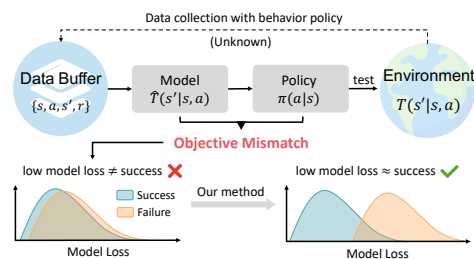 Data collection with behavior policy
(Unknown)
Data Buffer
{s, a, s′, r}
Model
T̂(s′|s, a)
Policy
π(a|s)
test
Environment
T(s′|s, a)
Objective Mismatch
low model loss ≠ success
low model loss ≈ success
Success
Failure
Our method
Model Loss
Model Loss